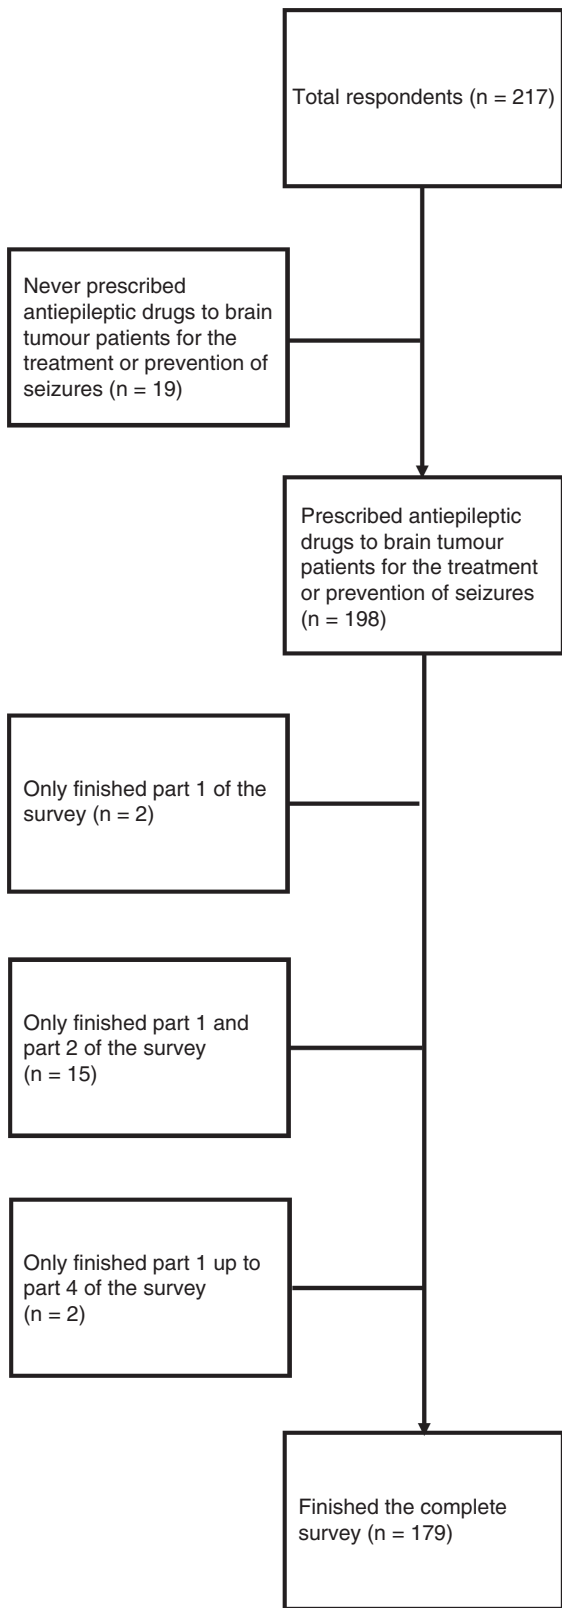 Total respondents (n = 217)
Never prescribed
antiepileptic drugs to brain
tumour patients for the
treatment or prevention of
seizures (n = 19)
Prescribed antiepileptic
drugs to brain tumour
patients for the treatment
or prevention of seizures
(n = 198)
Only finished part 1 of the
survey (n = 2)
Only finished part 1 and
part 2 of the survey
(n = 15)
Only finished part 1 up to
part 4 of the survey
(n = 2)
Finished the complete
survey (n = 179)